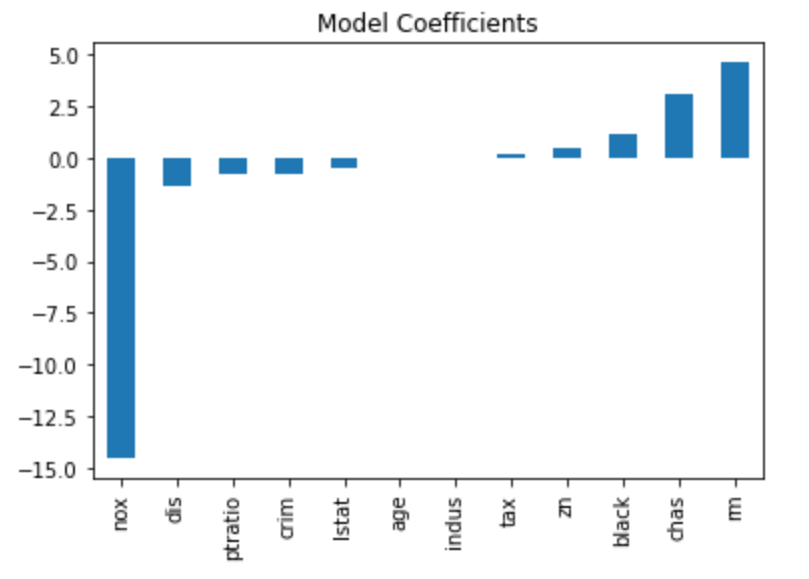 Model Coefficients
5.0
2.5
0.0
−2.5
−5.0
−7.5
−10.0
−12.5
−15.0
nox
dis
ptratio
crim
lstat
age
indus
tax
zn
black
chas
rm